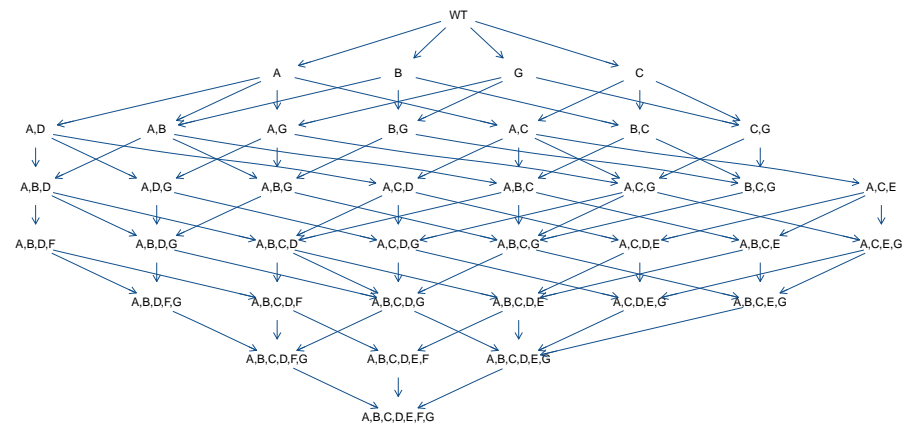 WT
A B G C
A,D A,B A,G B,G A,C B,C C,G
A,B,D A,D,G A,B,G A,C,D A,B,C A,C,G B,C,G A,C,E
A,B,D,F A,B,D,G A,B,C,D A,C,D,G A,B,C,G A,C,D,E A,B,C,E A,C,E,G
A,B,D,F,G A,B,C,D,F A,B,C,D,G A,B,C,D,E A,C,D,E,G A,B,C,E,G
A,B,C,D,F,G A,B,C,D,E,F A,B,C,D,E,G
A,B,C,D,E,F,G